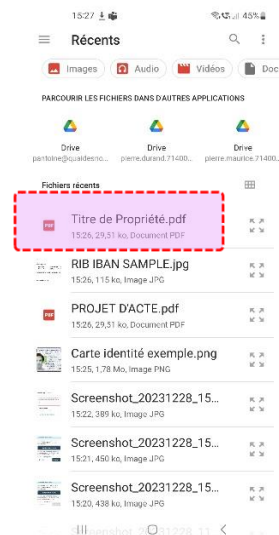 15:27
45%
Récents
Images
Audio
Vidéos
Doc
PARCOURIR LES FICHIERS DANS D'AUTRES APPLICATIONS
Drive
Drive
Drive
pierre.durand.71400...
pierre.maurice.71400...
Fichiers récents
PDF
Titre de Propriété.pdf
15:26, 29,51 ko, Document PDF
RIB IBAN SAMPLE.jpg
15:26, 115 ko, Image JPG
PDF
PROJET D'ACTE.pdf
15:26, 29,51 ko, Document PDF
Carte identité exemple.png
15:25, 1,78 Mo, Image PNG
Screenshot_20231228_15...
15:22, 389 ko, Image JPG
Screenshot_20231228_15...
15:21, 450 ko, Image JPG
Screenshot_20231228_15...
15:20, 438 ko, Image JPG